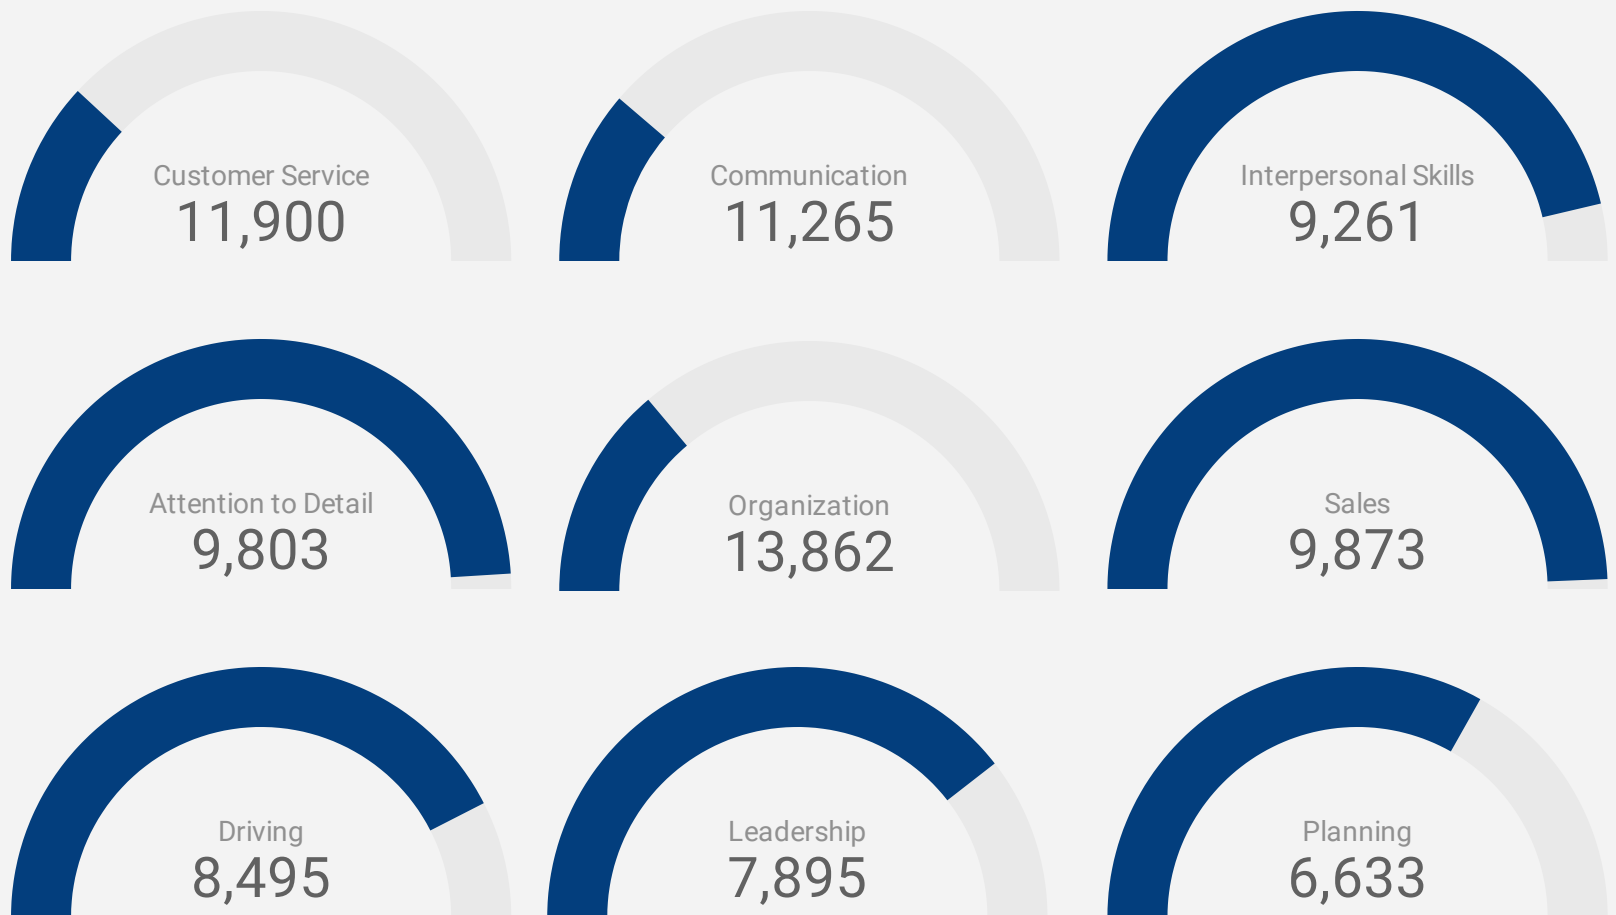 Customer Service
11,900
Communication
11,265
Interpersonal Skills
9,261
Attention to Detail
9,803
Organization
13,862
Sales
9,873
Driving
8,495
Leadership
7,895
Planning
6,633